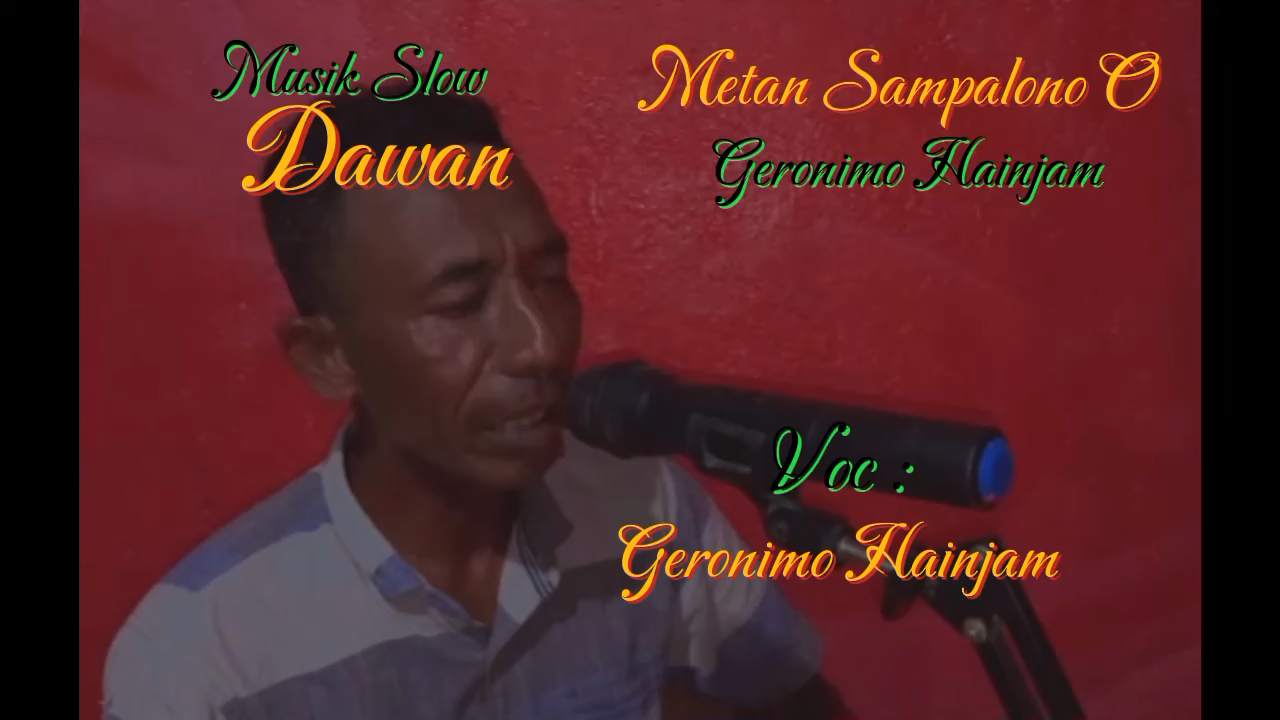 Musik Slow
Dawan
Metan Sampalono O
Geronimo Hainjam
Voc :
Geronimo Hainjam